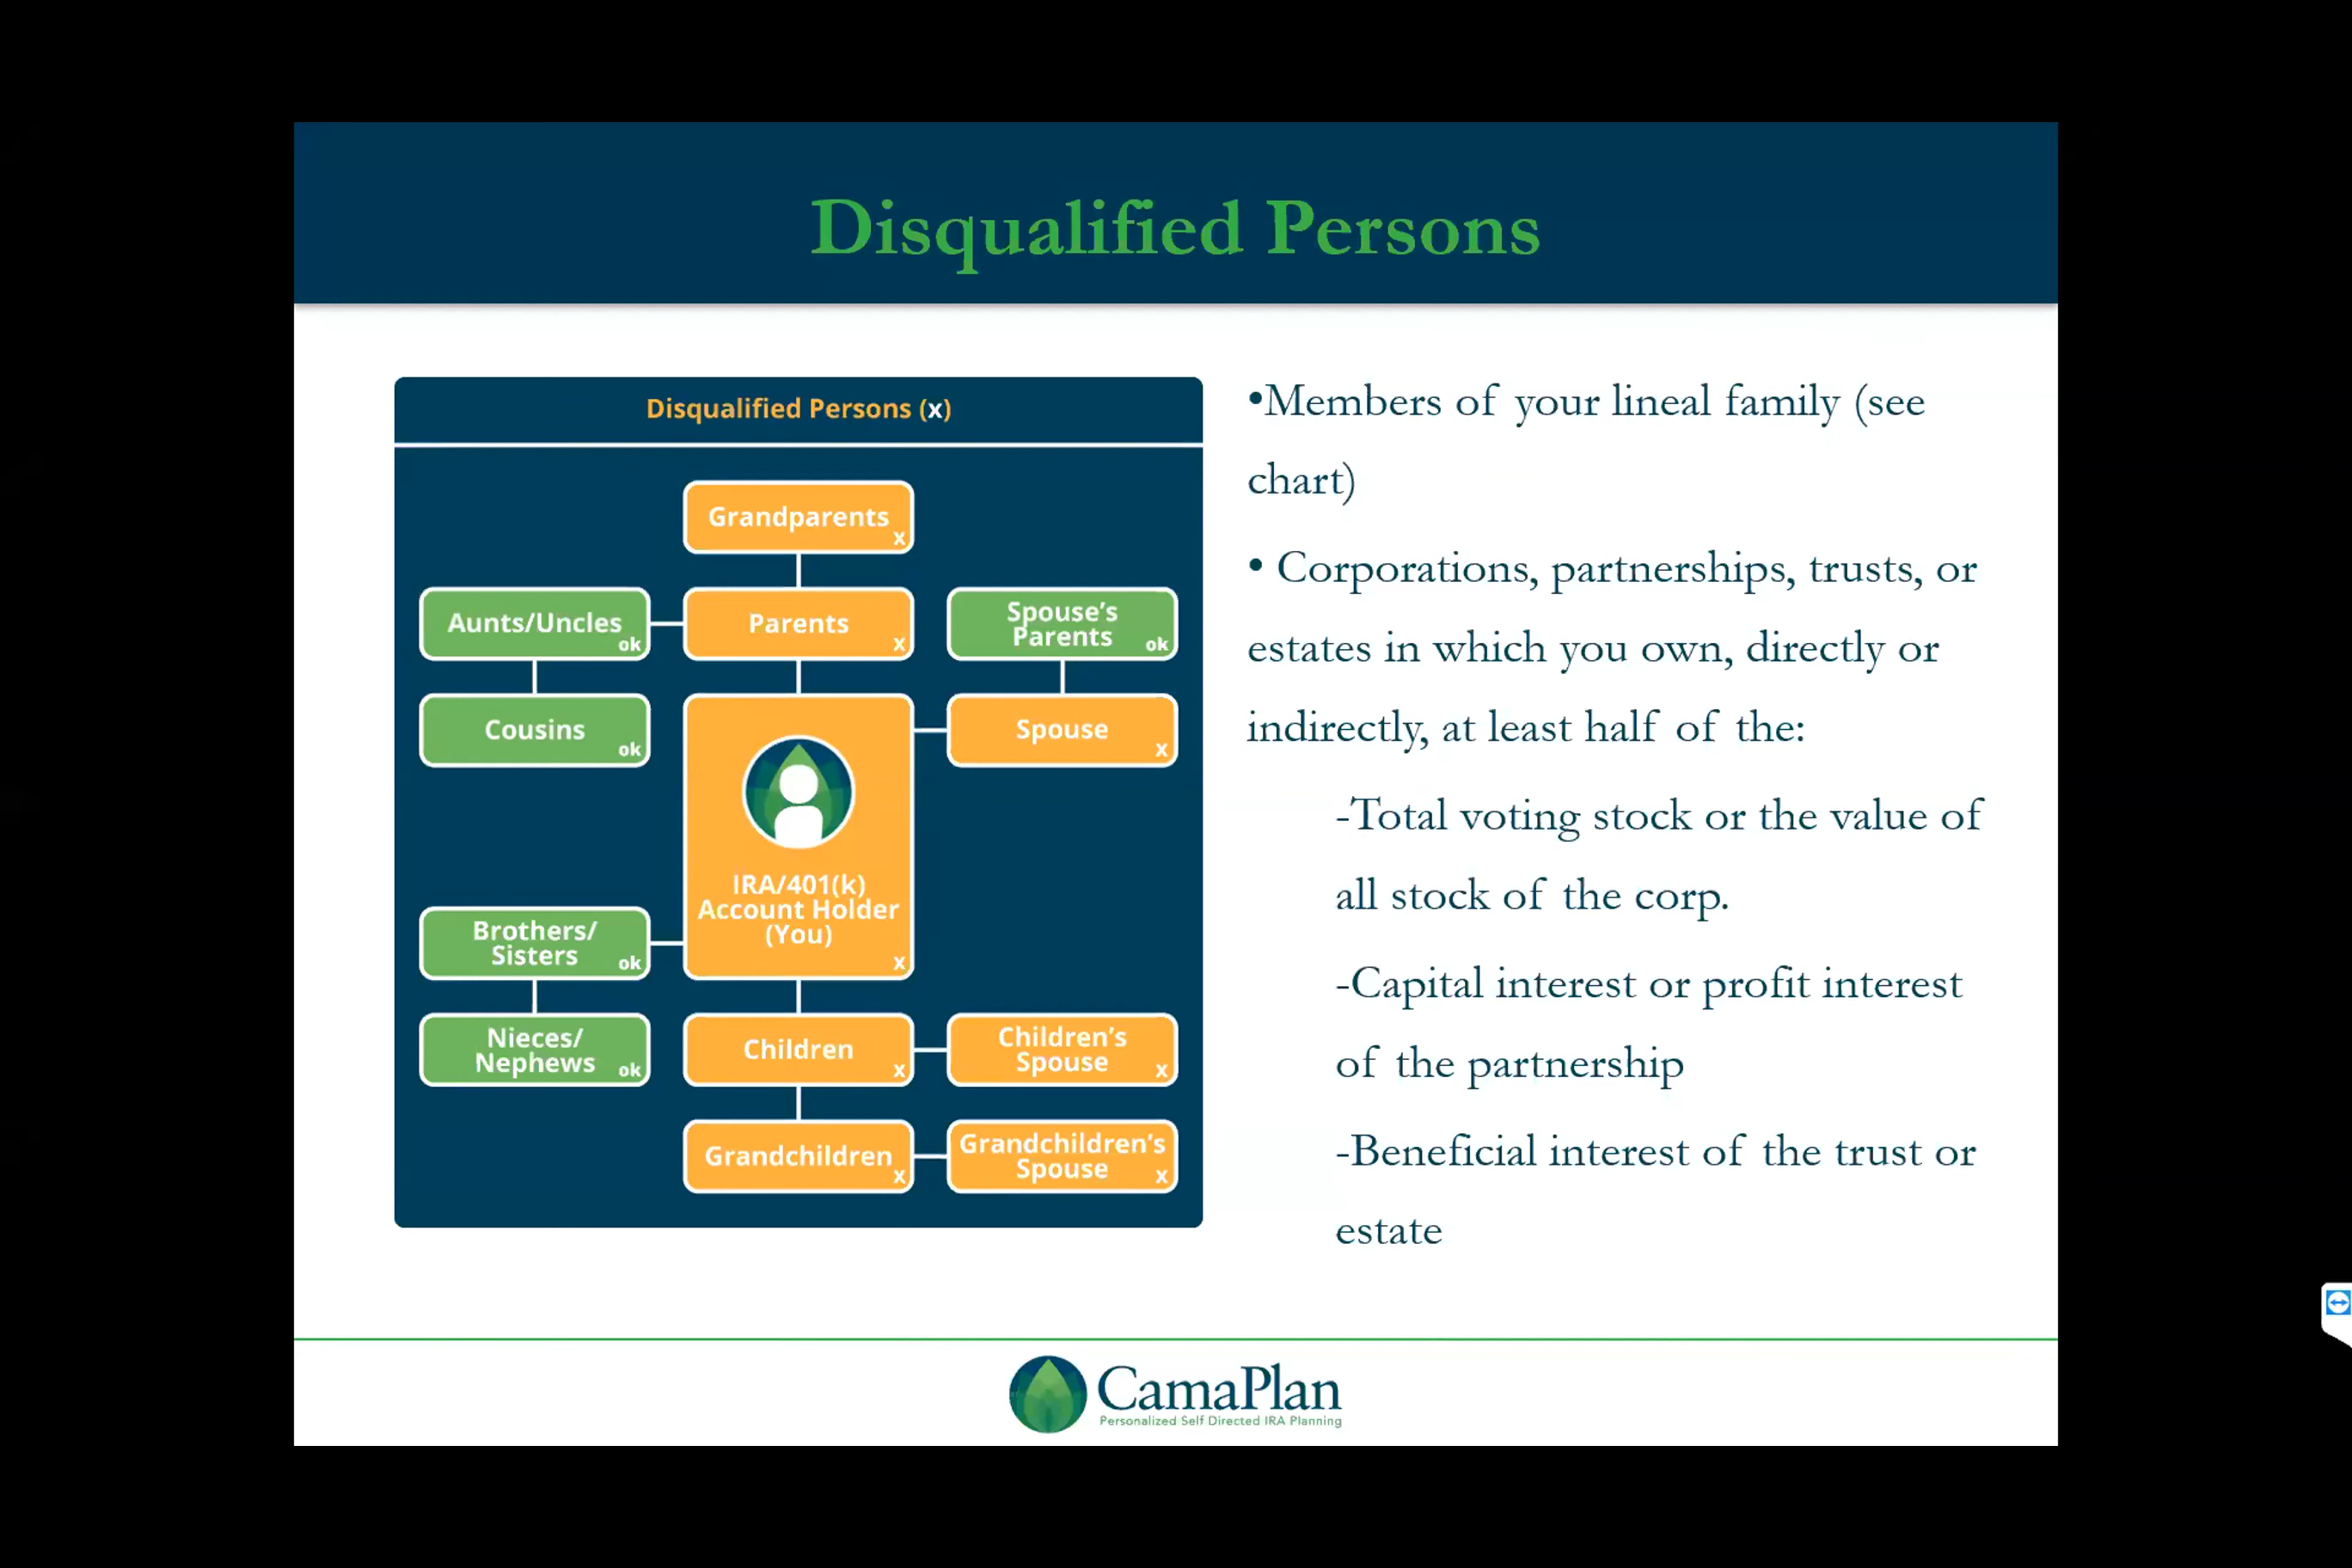 Disqualified Persons
Disqualified Persons (x)
Grandparents
x
Aunts/Uncles
ok
Parents
x
Spouse's
Parents
ok
Cousins
ok
Spouse
x
IRA/401(k)
Account Holder
(You)
x
Brothers/
Sisters
ok
Nieces/
Nephews
ok
Children
x
Children's
Spouse
x
Grandchildren
x
Grandchildren's
Spouse
x
•Members of your lineal family (see
chart)
• Corporations, partnerships, trusts, or
estates in which you own, directly or
indirectly, at least half of the:
-Total voting stock or the value of
all stock of the corp.
-Capital interest or profit interest
of the partnership
-Beneficial interest of the trust or
estate
CamaPlan
Personalized Self Directed IRA Planning